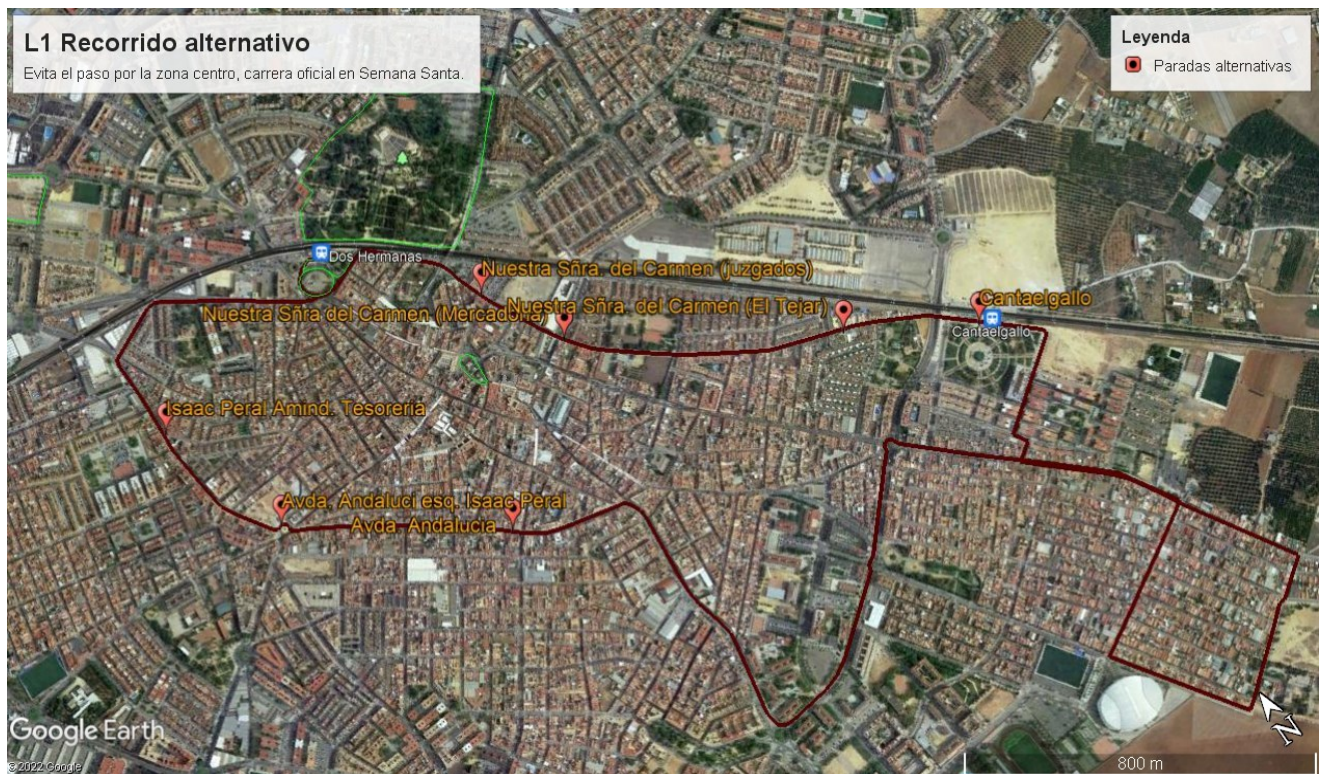 L1 Recorrido alternativo
Evita el paso por la zona centro, carrera oficial en Semana Santa.
Leyenda
Paradas alternativas
Dos Hermanas
Nuestra Sñra. del Carmen (juzgados)
Nuestra Sñra del Carmen (Mercadona)
Nuestra Sñra. del Carmen (El Tejar)
Cantaelgallo
Cantaelgallo
Isaac Peral Amind. Tesoreria
Avda. Andaluci esq. Isaac Peral
Avda. Andalucia
Google Earth
©2022 Google
800 m
N